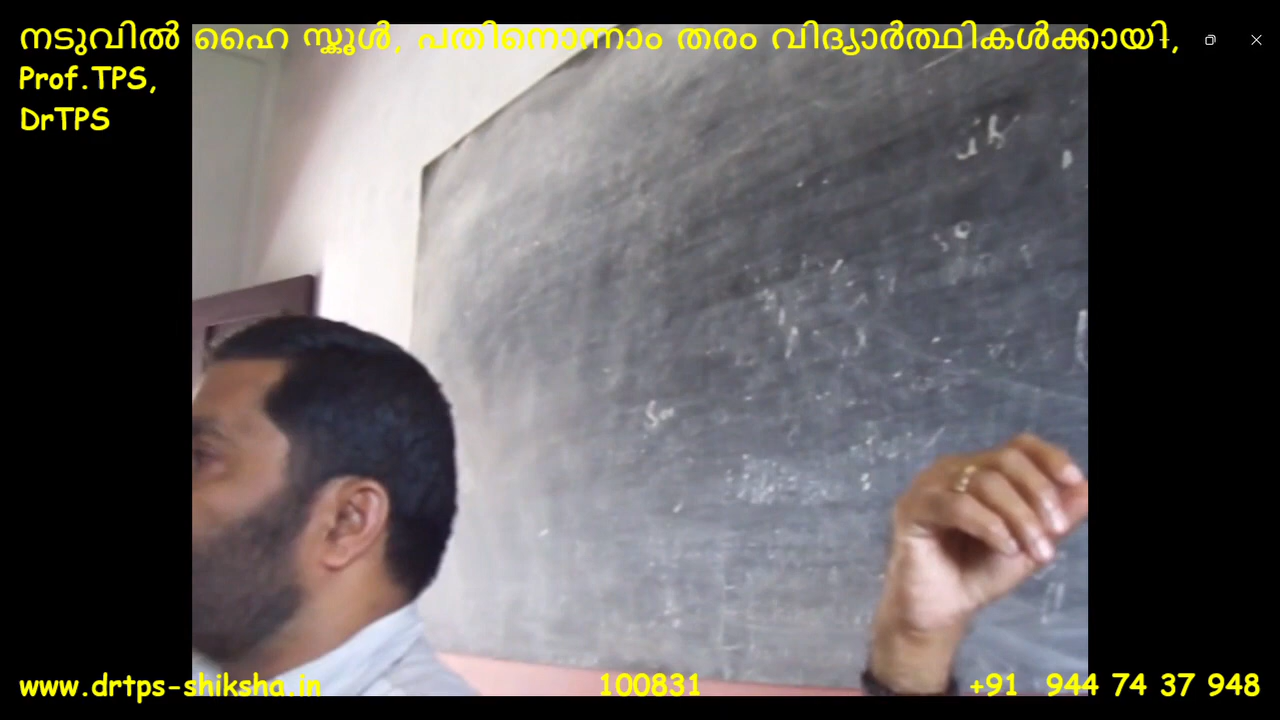 നടുവിൽ ഹൈ സ്കൂൾ, പതിനൊന്നാം തരം വിദ്യാർത്ഥികൾക്കായി,
Prof.TPS,
DrTPS
www.drtps-shiksha.in 100831 +91 944 74 37 948